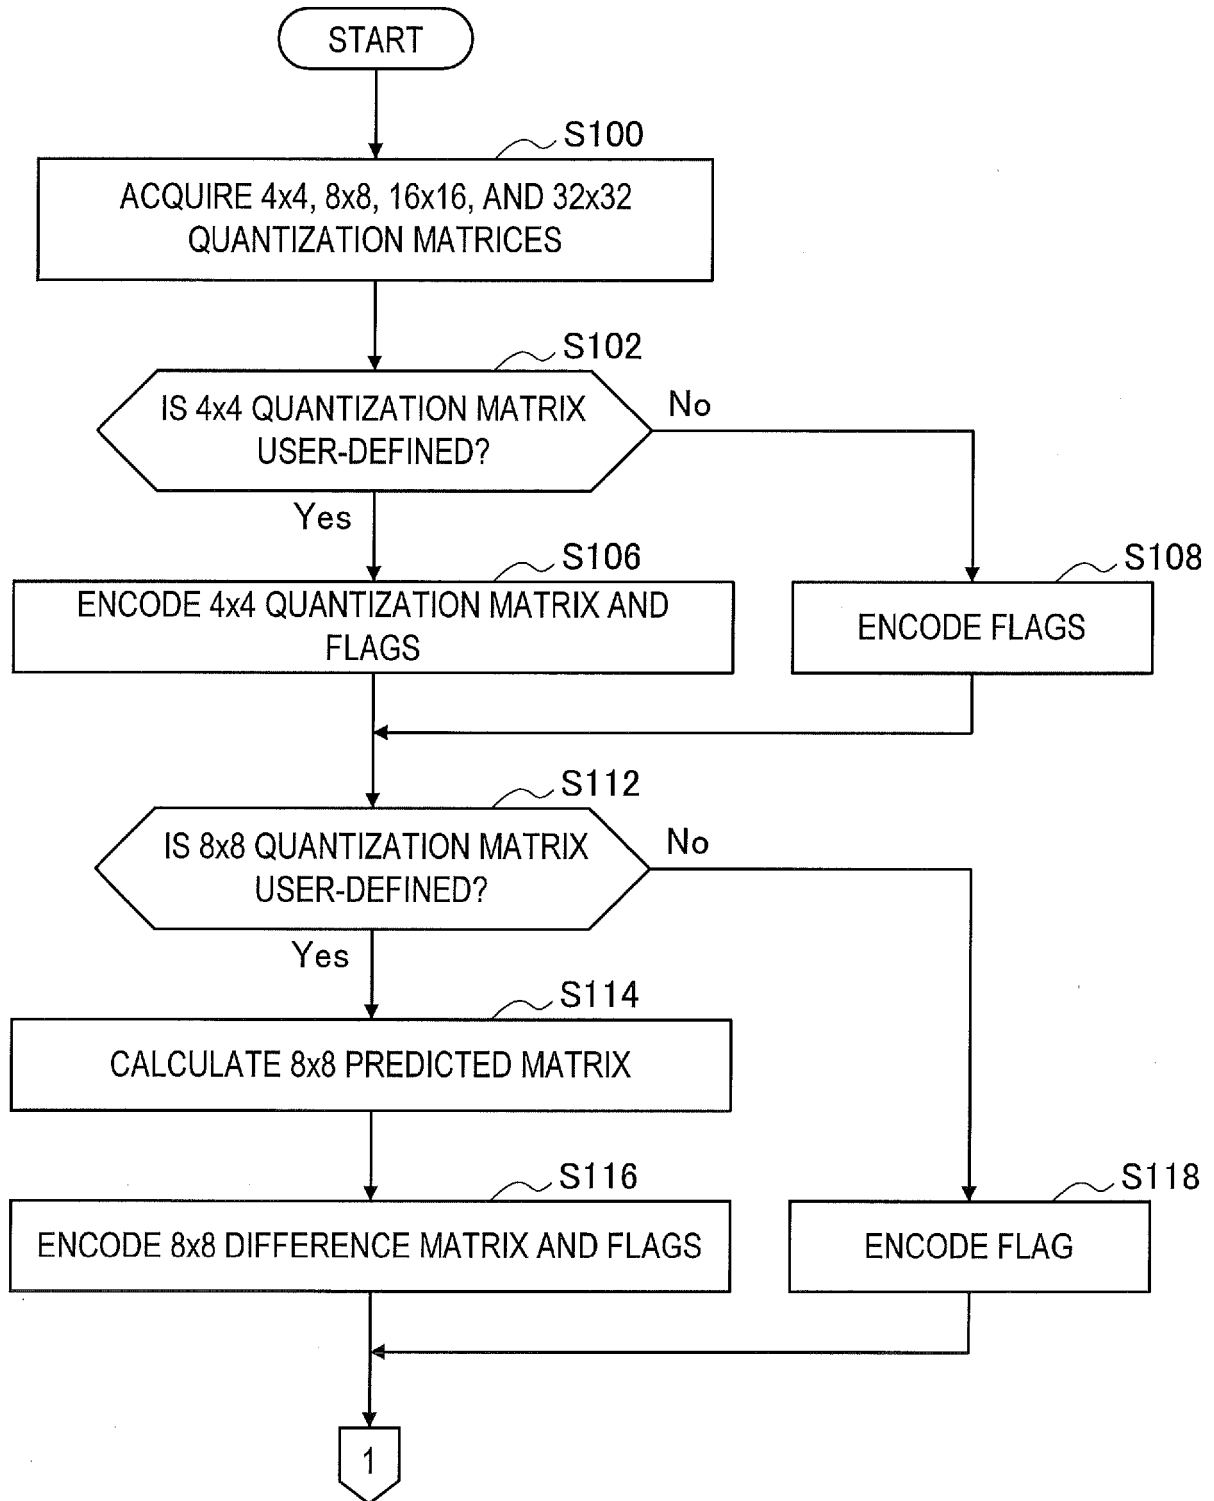 START
S100
ACQUIRE 4x4, 8x8, 16x16, AND 32x32
QUANTIZATION MATRICES
S102
IS 4x4 QUANTIZATION MATRIX
USER-DEFINED?
No
Yes
S106
ENCODE 4x4 QUANTIZATION MATRIX AND
FLAGS
S108
ENCODE FLAGS
S112
IS 8x8 QUANTIZATION MATRIX
USER-DEFINED?
No
Yes
S114
CALCULATE 8x8 PREDICTED MATRIX
S116
ENCODE 8x8 DIFFERENCE MATRIX AND FLAGS
S118
ENCODE FLAG
1